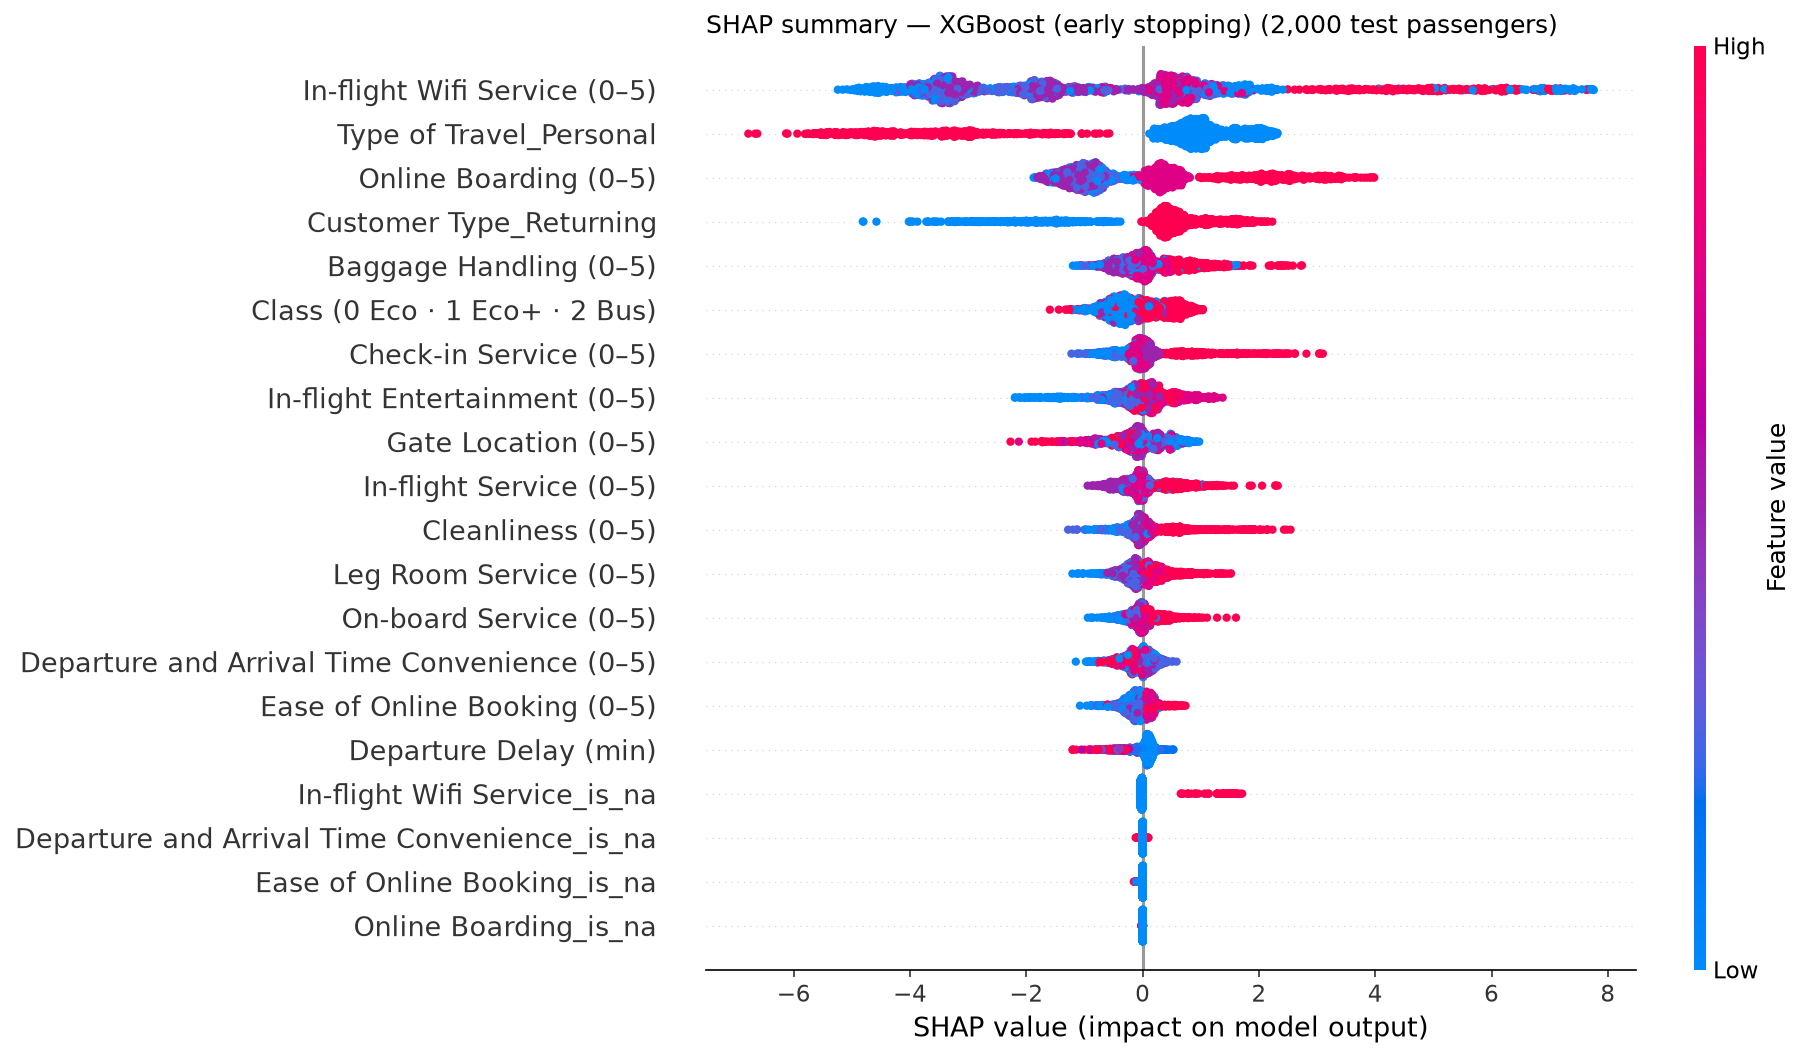 SHAP summary — XGBoost (early stopping) (2,000 test passengers)
High
In-flight Wifi Service (0–5)
Type of Travel_Personal
Online Boarding (0–5)
Customer Type_Returning
Baggage Handling (0–5)
Class (0 Eco · 1 Eco+ · 2 Bus)
Check-in Service (0–5)
In-flight Entertainment (0–5)
Gate Location (0–5)
In-flight Service (0–5)
Cleanliness (0–5)
Leg Room Service (0–5)
On-board Service (0–5)
Departure and Arrival Time Convenience (0–5)
Ease of Online Booking (0–5)
Departure Delay (min)
In-flight Wifi Service_is_na
Departure and Arrival Time Convenience_is_na
Ease of Online Booking_is_na
Online Boarding_is_na
Feature value
Low
−6 −4 −2 0 2 4 6 8
SHAP value (impact on model output)